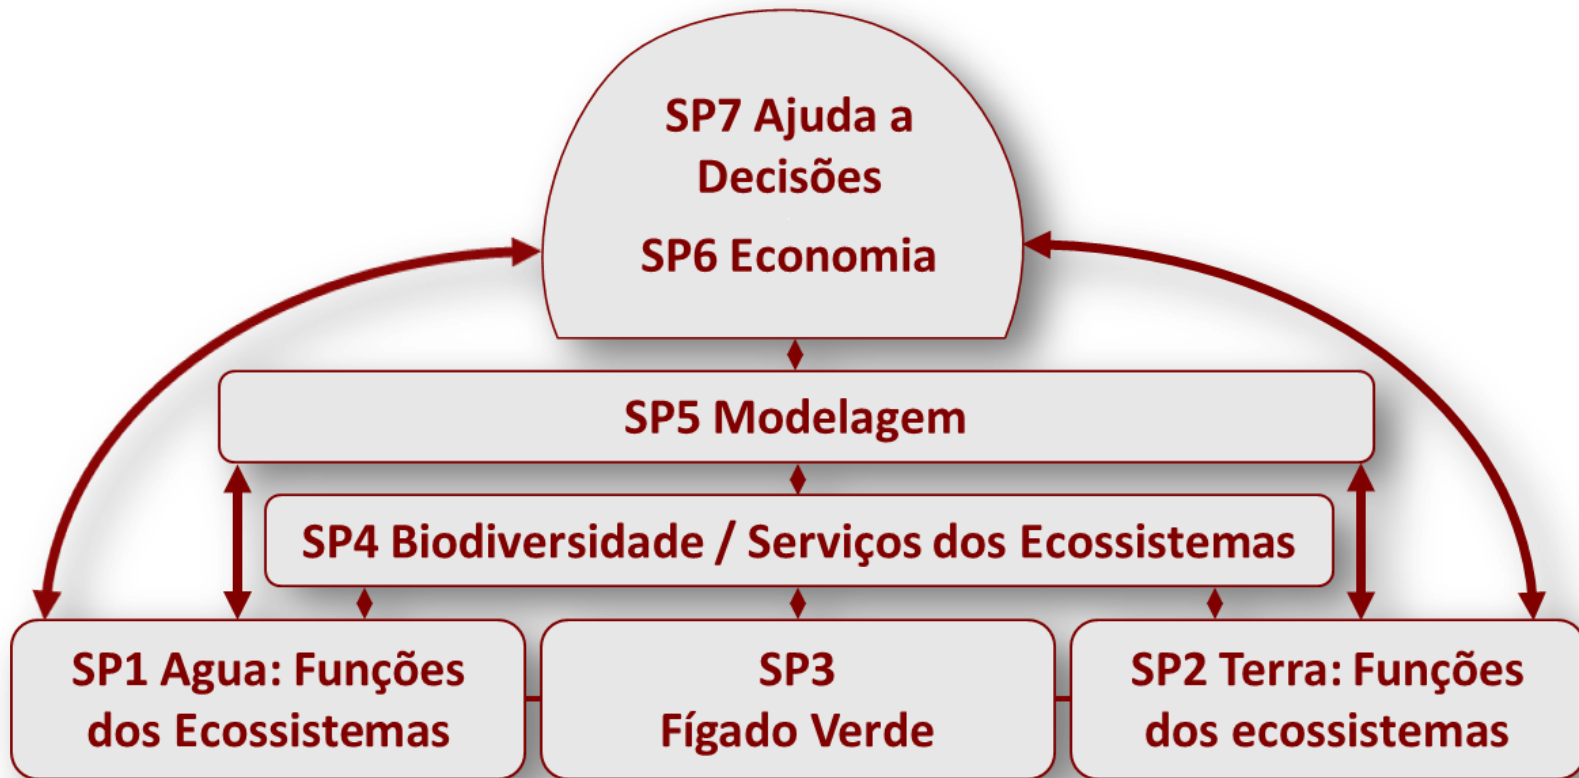 SP7 Ajuda a
Decisões
SP6 Economia
SP5 Modelagem
SP4 Biodiversidade / Serviços dos Ecossistemas
SP1 Agua: Funções
dos Ecossistemas
SP3
Fígado Verde
SP2 Terra: Funções
dos ecossistemas